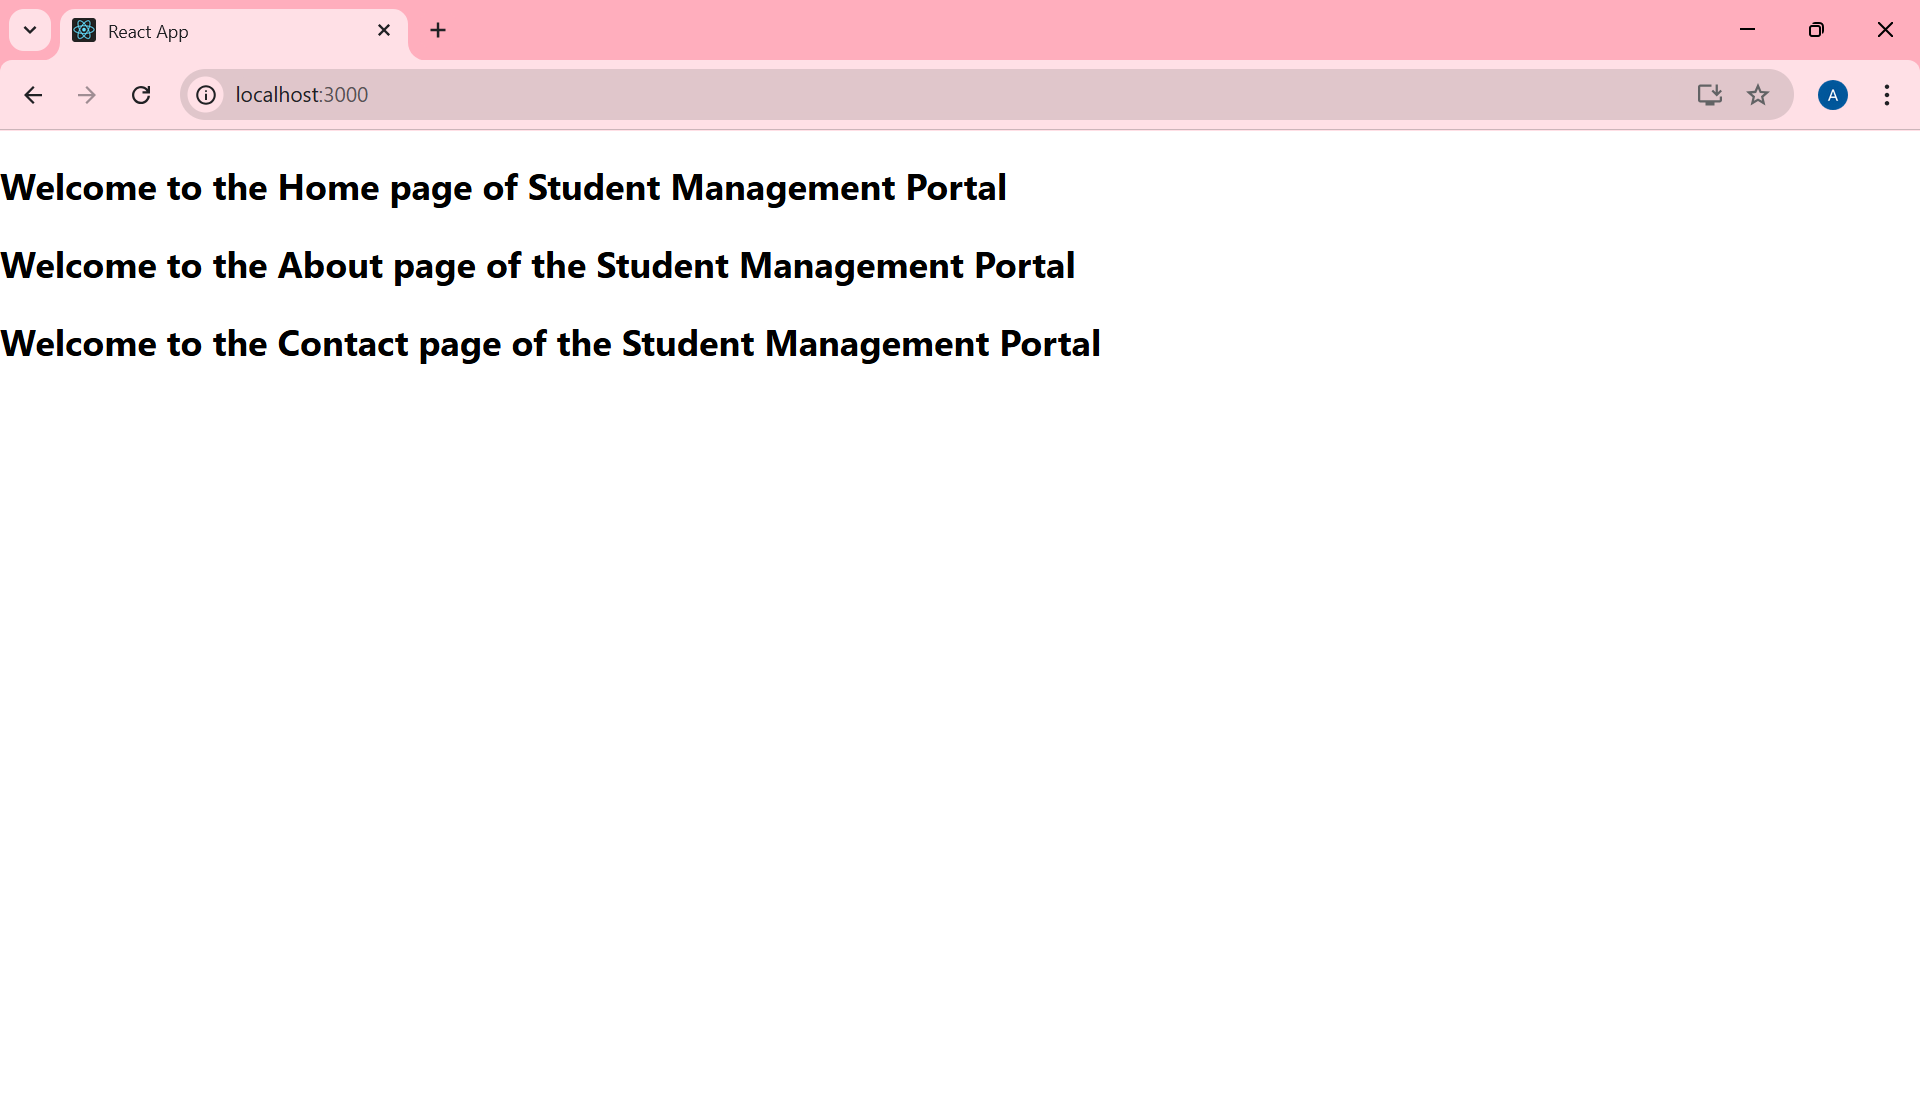 React App
localhost:3000
A
Welcome to the Home page of Student Management Portal
Welcome to the About page of the Student Management Portal
Welcome to the Contact page of the Student Management Portal